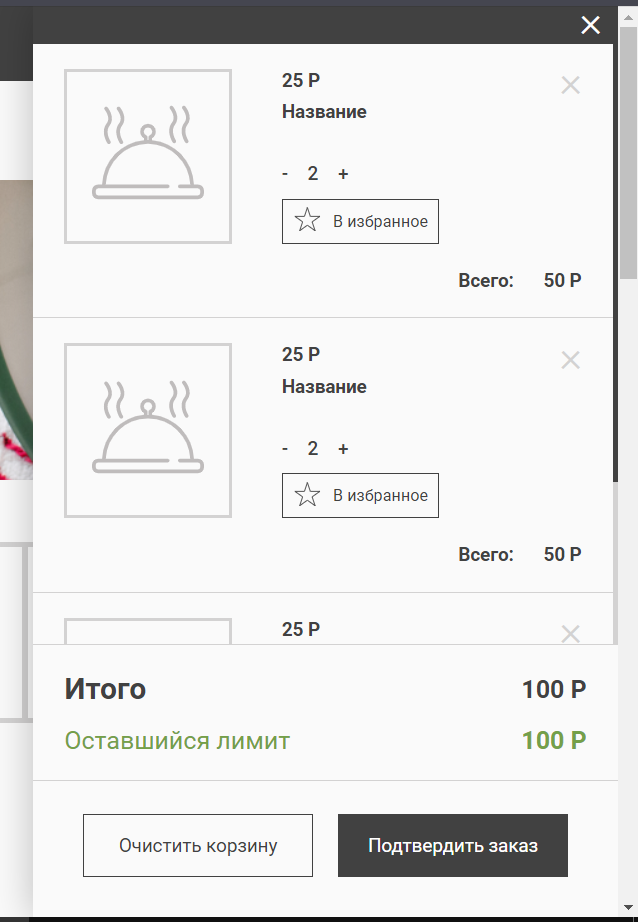 25 Р
Название
- 2 +
В избранное
Всего: 50 Р
25 Р
Название
- 2 +
В избранное
Всего: 50 Р
25 Р
Итого 100 Р
Оставшийся лимит 100 Р
Очистить корзину Подтвердить заказ